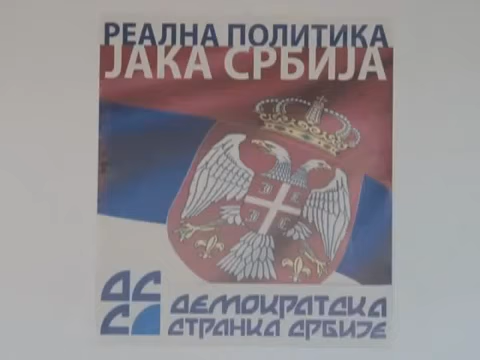 РЕАЛНА ПОЛИТИКА
ЈАКА СРБИЈА
ДС
С
ДЕМОКРАТСКА
СТРАНКА СРБИЈЕ